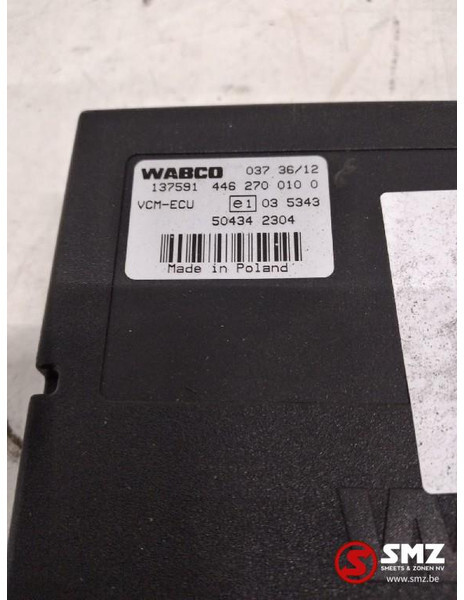 WABCO 037 36/12
137591 446 270 010 0
VCM-ECU e1 03 5343
50434 2304
Made in Poland
SMZ
SMEETS & ZONEN NV
www.smz.be